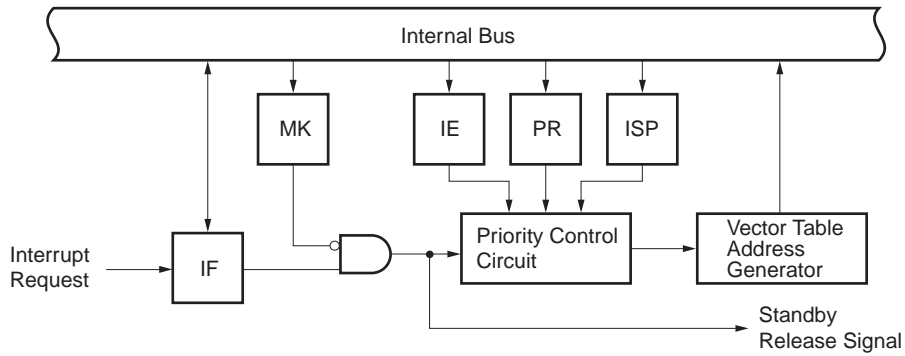 Internal Bus
MK
IE
PR
ISP
Interrupt
Request
IF
Priority Control
Circuit
Vector Table
Address
Generator
Standby
Release Signal